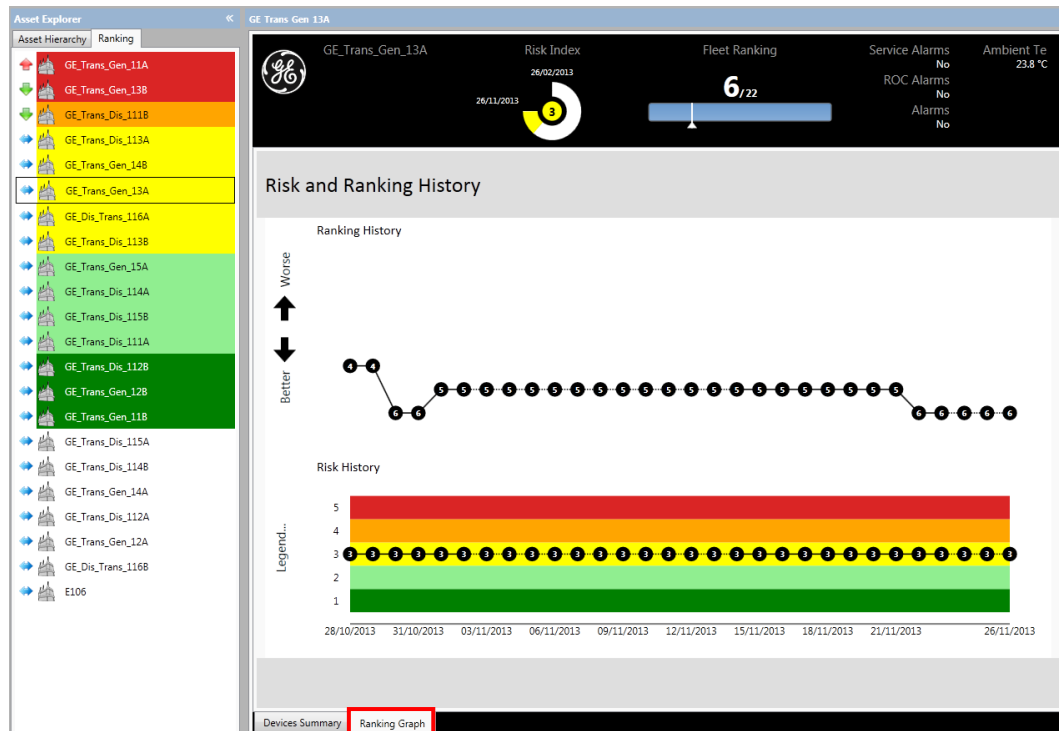 Asset Explorer «
Asset Hierarchy Ranking
GE_Trans_Gen_11A
GE_Trans_Gen_13B
GE_Trans_Dis_111B
GE_Trans_Dis_113A
GE_Trans_Gen_14B
GE_Trans_Gen_13A
GE_Dis_Trans_116A
GE_Trans_Dis_113B
GE_Trans_Gen_15A
GE_Trans_Dis_114A
GE_Trans_Dis_115B
GE_Trans_Dis_111A
GE_Trans_Dis_112B
GE_Trans_Gen_12B
GE_Trans_Gen_11B
GE_Trans_Dis_115A
GE_Trans_Dis_114B
GE_Trans_Gen_14A
GE_Trans_Dis_112A
GE_Trans_Gen_12A
GE_Dis_Trans_116B
E106
GE Trans Gen 13A
GE
GE_Trans_Gen_13A
Risk Index
26/02/2013
26/11/2013
3
Fleet Ranking
6/22
Service Alarms
No
ROC Alarms
No
Alarms
No
Ambient Te
23.8 °C
Risk and Ranking History
Ranking History
Worse
Better
4 4
5 5 5 5 5 5 5 5 5 5 5 5 5 5 5 5 5 5 5 5 5
6 6
6 6 6 6 6
Risk History
Legend...
5
4
3 3 3 3 3 3 3 3 3 3 3 3 3 3 3 3 3 3 3 3 3 3 3 3 3 3 3 3 3 3 3
2
1
28/10/2013 31/10/2013 03/11/2013 06/11/2013 09/11/2013 12/11/2013 15/11/2013 18/11/2013 21/11/2013 26/11/2013
Devices Summary Ranking Graph